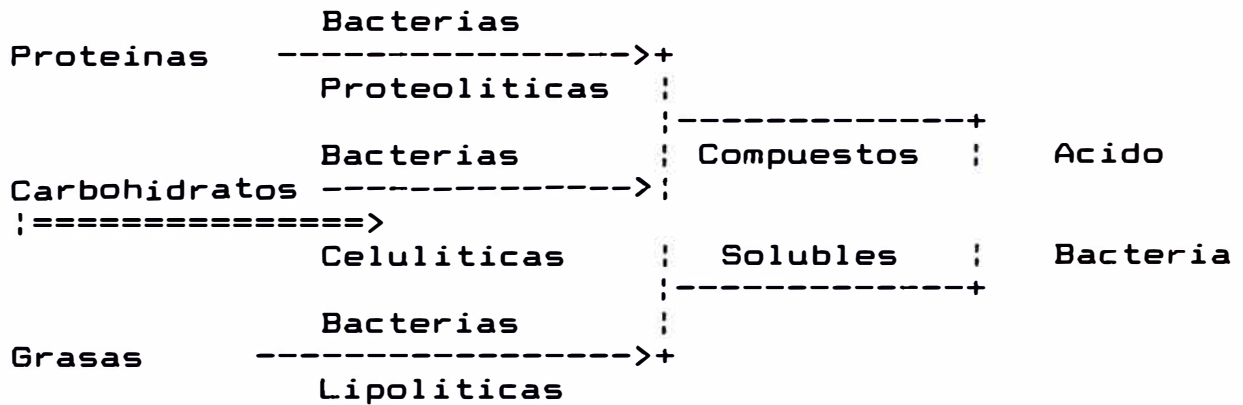 Bacterias
Proteinas ---------------->+
Proteoliticas ¦
¦-------------+
Bacterias ¦ Compuestos ¦ Acido
Carbohidratos -------------->¦
¦===============>
Celuliticas ¦ Solubles ¦ Bacteria
¦-------------+
Bacterias ¦
Grasas ----------------->+
Lipoliticas